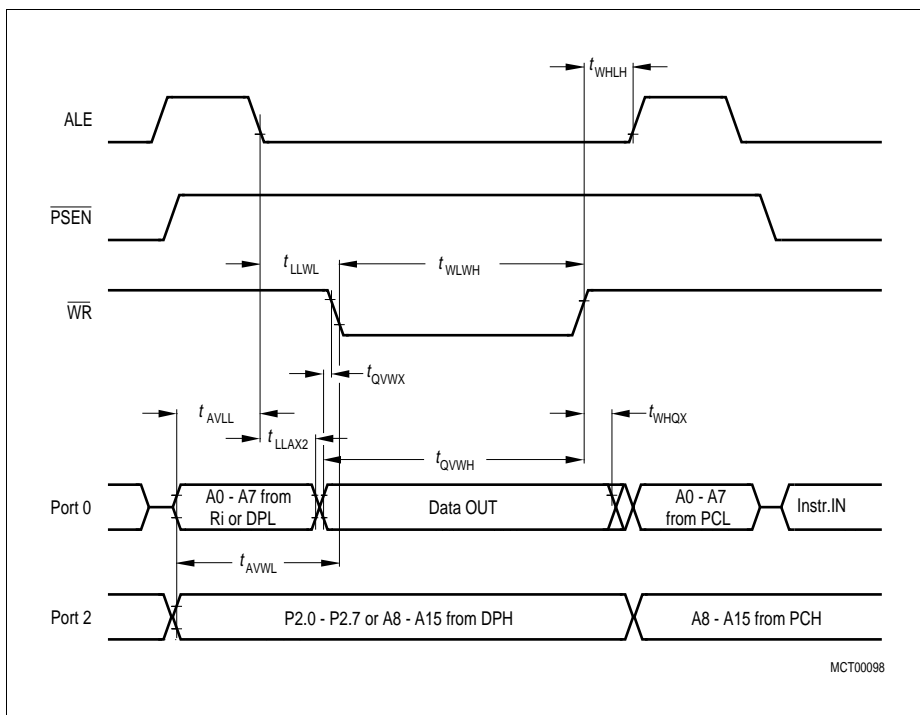 tWHLH
ALE
PSEN
tLLWL
tWLWH
WR
tQVWX
tAVLL
tWHQX
tLLAX2
tQVWH
Port 0
A0 - A7 from
Ri or DPL
Data OUT
A0 - A7
from PCL
Instr.IN
tAVWL
Port 2
P2.0 - P2.7 or A8 - A15 from DPH
A8 - A15 from PCH
MCT00098